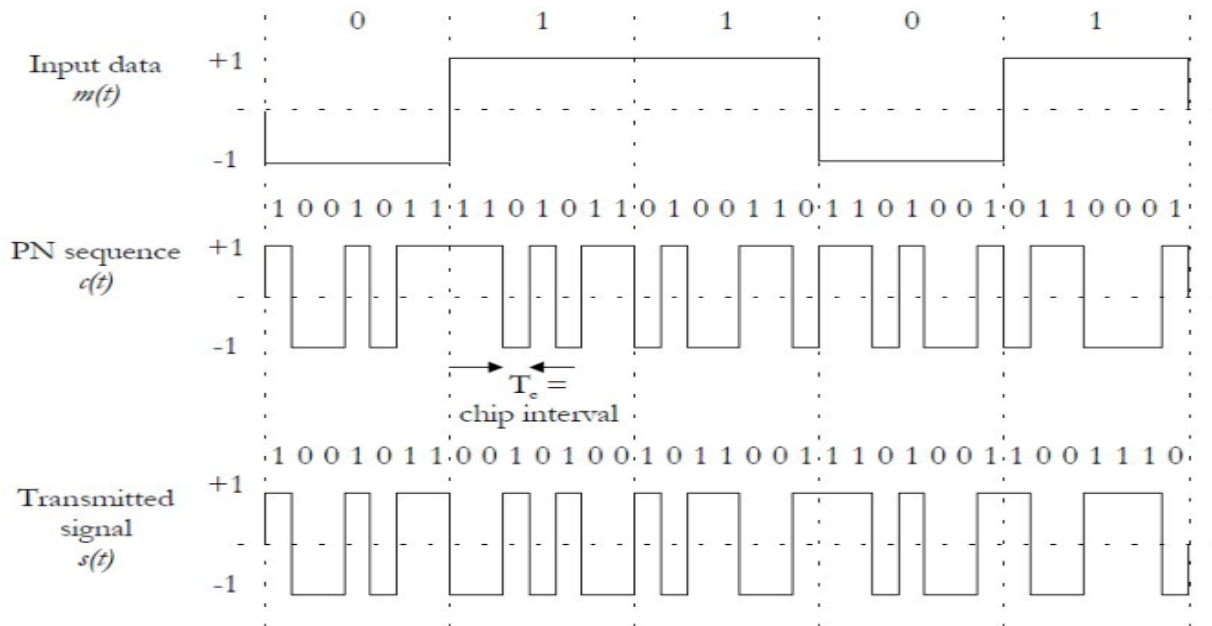 0 1 1 0 1
Input data
m(t)
+1
-1
1 0 0 1 0 1 1 1 1 0 1 0 1 1 0 1 0 0 1 1 0 1 1 0 1 0 0 1 0 1 1 0 0 0 1
PN sequence
c(t)
+1
-1
T_c =
chip interval
1 0 0 1 0 1 1 0 0 1 0 1 0 0 1 0 1 1 0 0 1 1 1 0 1 0 0 1 1 0 0 1 1 1 0
Transmitted
signal
s(t)
+1
-1